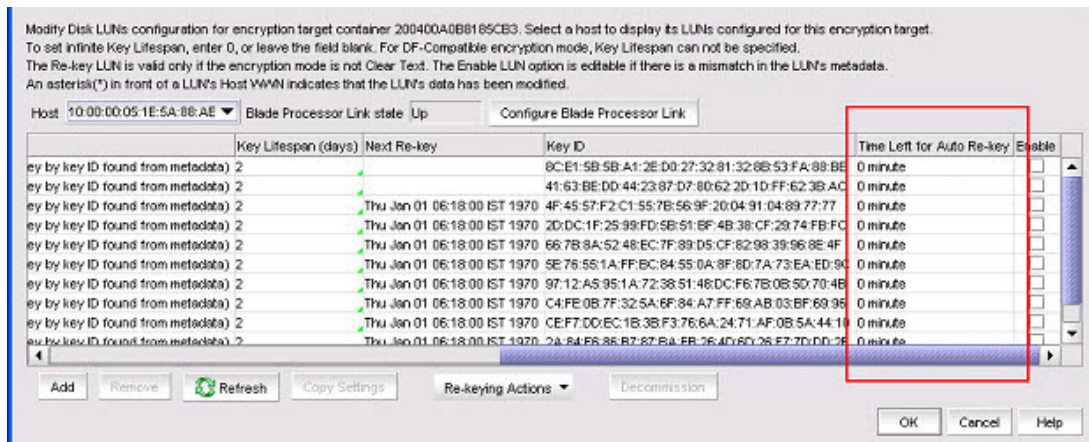 Modify Disk LUNs configuration for encryption target container 200400A0B8185CB3. Select a host to display its LUNs configured for this encryption target.
To set infinite Key Lifespan, enter 0, or leave the field blank. For DF-Compatible encryption mode, Key Lifespan can not be specified.
The Re-key LUN is valid only if the encryption mode is not Clear Text. The Enable LUN option is editable if there is a mismatch in the LUN's metadata.
An asterisk(*) in front of a LUN's Host WWN indicates that the LUN's data has been modified.
Host 10:00:00:05:1E:5A:88:AE Blade Processor Link state Up Configure Blade Processor Link
Key Lifespan (days) Next Re-key Key ID Time Left for Auto Re-key Enable
ey by key ID found from metadata) 2 8C:E1:5B:5B:A1:2E:D0:27:32:81:32:8B:53:FA:88:BE 0 minute
ey by key ID found from metadata) 2 41:63:BE:DD:44:23:87:D7:80:62:2D:1D:FF:62:3B:AC 0 minute
ey by key ID found from metadata) 2 Thu Jan 01 06:18:00 IST 1970 4F:45:57:F2:C1:55:7B:56:9F:20:04:91:04:89:77:77 0 minute
ey by key ID found from metadata) 2 Thu Jan 01 06:18:00 IST 1970 2D:DC:1F:25:99:FD:5B:51:BF:4B:38:CF:29:74:FB:FC 0 minute
ey by key ID found from metadata) 2 Thu Jan 01 06:18:00 IST 1970 66:7B:8A:52:48:EC:7F:89:D5:CF:82:98:39:96:8E:4F 0 minute
ey by key ID found from metadata) 2 Thu Jan 01 06:18:00 IST 1970 5E:76:55:1A:FF:BC:84:55:0A:8F:8D:7A:73:EA:ED:9C 0 minute
ey by key ID found from metadata) 2 Thu Jan 01 06:18:00 IST 1970 97:12:A5:95:1A:72:38:51:48:DC:F6:7B:0B:5D:70:4B 0 minute
ey by key ID found from metadata) 2 Thu Jan 01 06:18:00 IST 1970 C4:FE:0B:7F:32:5A:6F:84:A7:FF:69:AB:03:BF:69:96 0 minute
ey by key ID found from metadata) 2 Thu Jan 01 06:18:00 IST 1970 CE:F7:DD:EC:1B:3B:F3:76:6A:24:71:AF:0B:5A:44:10 0 minute
ey by key ID found from metadata) 2 Thu Jan 01 06:18:00 IST 1970 0 minute
Add Remove Refresh Copy Settings Re-keying Actions Decommission
OK Cancel Help